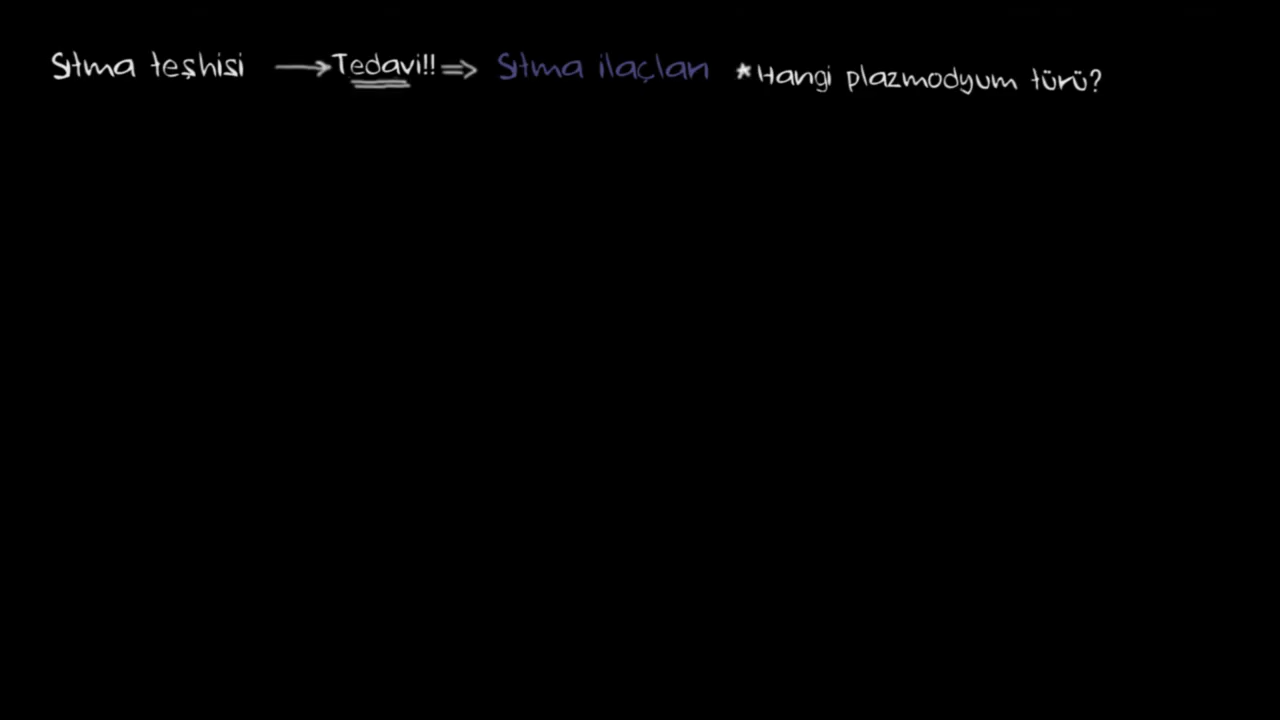 Sıtma teşhisi → Tedavi!! ⇒ Sıtma ilaçları * Hangi plazmodyum türü?